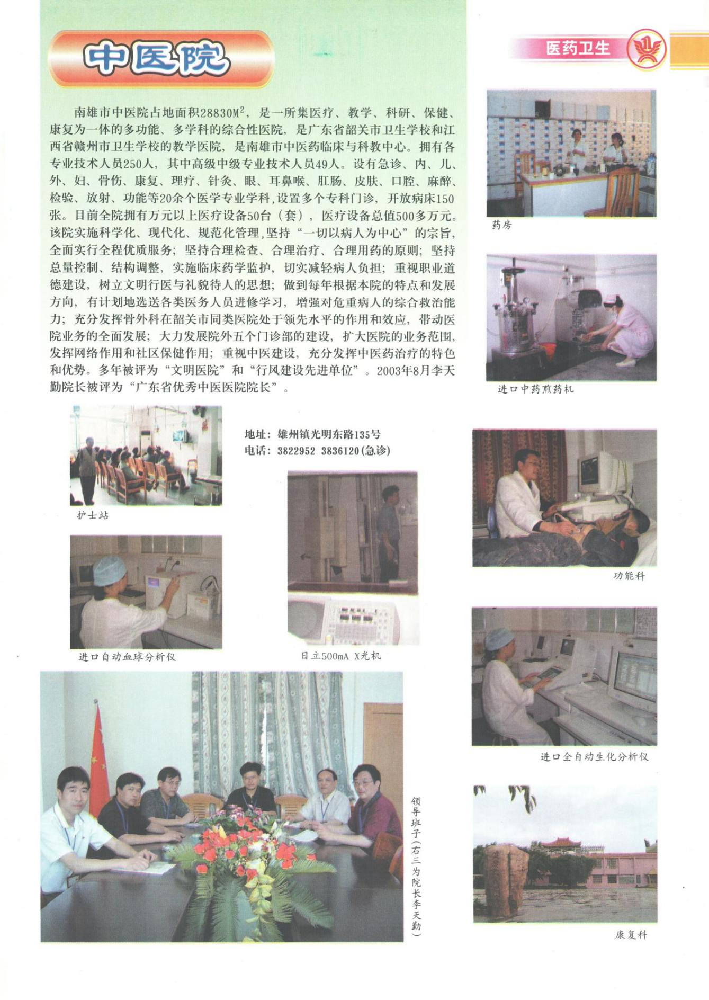 中医院
医药卫生
南雄市中医院占地面积28830M²，是一所集医疗、教学、科研、保健、
康复为一体的多功能、多学科的综合性医院，是广东省韶关市卫生学校和江
西省赣州市卫生学校的教学医院，是南雄市中医药临床与科教中心。拥有各
专业技术人员250人，其中高级中级专业技术人员49人。设有急诊、内、儿、
外、妇、骨伤、康复、理疗、针灸、眼、耳鼻喉、肛肠、皮肤、口腔、麻醉、
检验、放射、功能等20余个医学专业学科,设置多个专科门诊，开放病床150
张。目前全院拥有万元以上医疗设备50台（套），医疗设备总值500多万元。
该院实施科学化、现代化、规范化管理,坚持“一切以病人为中心”的宗旨，
全面实行全程优质服务；坚持合理检查、合理治疗、合理用药的原则；坚持
总量控制、结构调整，实施临床药学监护，切实减轻病人负担；重视职业道
德建设，树立文明行医与礼貌待人的思想；做到每年根据本院的特点和发展
方向，有计划地选送各类医务人员进修学习，增强对危重病人的综合救治能
力；充分发挥骨外科在韶关市同类医院处于领先水平的作用和效应，带动医
院业务的全面发展；大力发展院外五个门诊部的建设，扩大医院的业务范围，
发挥网络作用和社区保健作用；重视中医建设，充分发挥中医药治疗的特色
和优势。多年被评为“文明医院”和“行风建设先进单位”。2003年8月李天
勤院长被评为“广东省优秀中医医院院长”。
药房
进口中药煎药机
地址：雄州镇光明东路135号
电话：3822952 3836120(急诊)
护士站
功能科
进口自动血球分析仪
日立500mA X光机
进口全自动生化分析仪
领导班子(右三为院长李天勤)
康复科